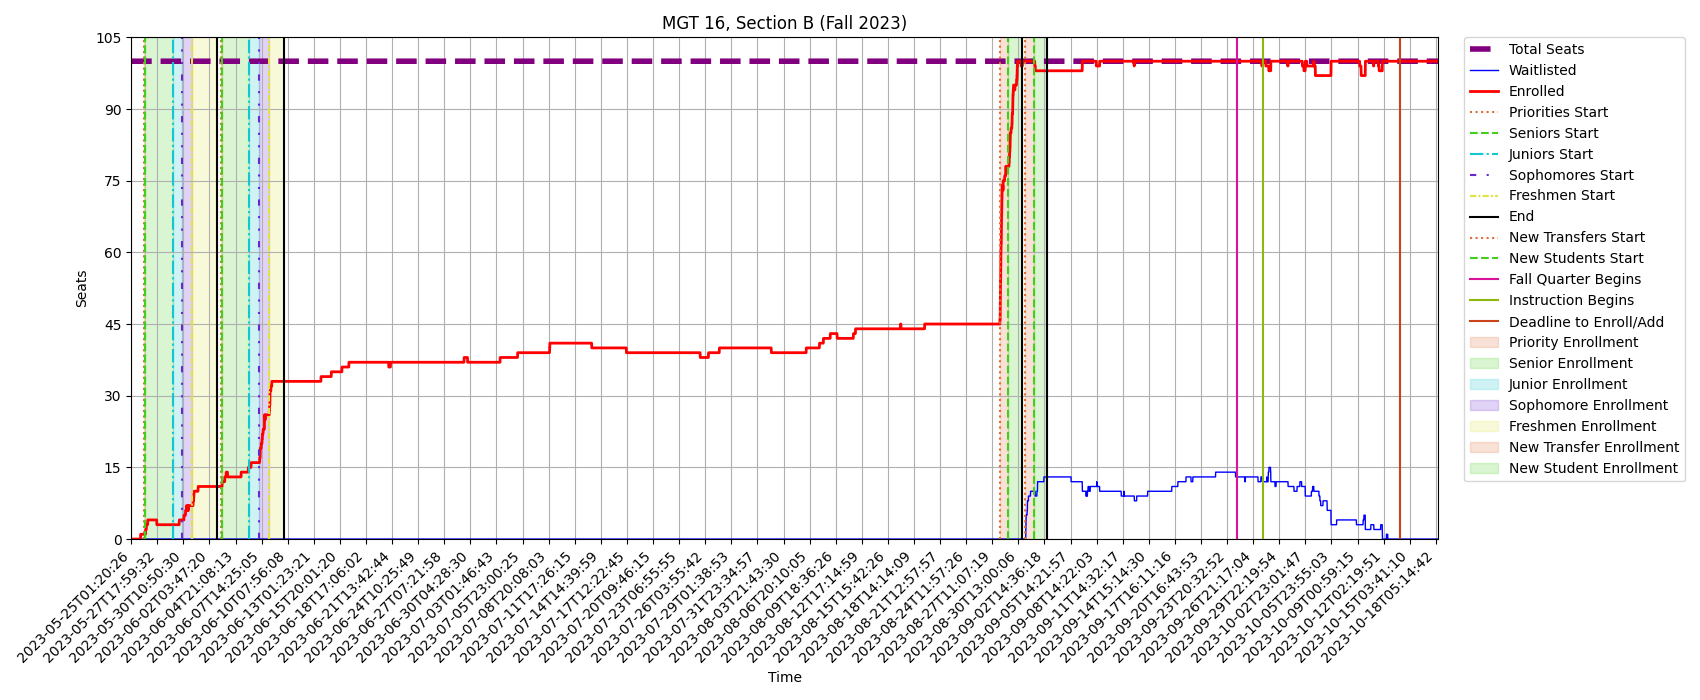 MGT 16, Section B (Fall 2023)
Seats
105
90
75
60
45
30
15
0
2023-05-25T01:20:26
2023-05-27T17:59:32
2023-05-30T10:50:30
2023-06-02T03:47:20
2023-06-04T21:08:13
2023-06-07T14:25:05
2023-06-10T07:56:08
2023-06-13T01:23:21
2023-06-15T20:01:20
2023-06-18T17:06:02
2023-06-21T13:42:44
2023-06-24T10:25:49
2023-06-27T07:21:58
2023-06-30T04:28:30
2023-07-03T01:46:43
2023-07-05T23:00:25
2023-07-08T20:08:03
2023-07-11T17:26:15
2023-07-14T14:39:59
2023-07-17T12:22:45
2023-07-20T09:46:15
2023-07-23T06:55:55
2023-07-26T03:55:42
2023-07-29T01:38:53
2023-07-31T23:34:57
2023-08-03T21:43:30
2023-08-06T20:10:05
2023-08-09T18:36:26
2023-08-12T17:14:59
2023-08-15T15:42:26
2023-08-18T14:14:09
2023-08-21T12:57:57
2023-08-24T11:57:26
2023-08-27T11:07:19
2023-08-30T13:00:06
2023-09-02T14:36:18
2023-09-05T14:21:57
2023-09-08T14:22:03
2023-09-11T14:32:17
2023-09-14T15:14:30
2023-09-17T16:11:16
2023-09-20T16:43:53
2023-09-23T20:32:52
2023-09-26T21:17:04
2023-09-29T22:19:54
2023-10-02T23:01:47
2023-10-05T23:55:03
2023-10-09T00:59:15
2023-10-12T02:19:51
2023-10-15T03:41:10
2023-10-18T05:14:42
Time
Total Seats
Waitlisted
Enrolled
Priorities Start
Seniors Start
Juniors Start
Sophomores Start
Freshmen Start
End
New Transfers Start
New Students Start
Fall Quarter Begins
Instruction Begins
Deadline to Enroll/Add
Priority Enrollment
Senior Enrollment
Junior Enrollment
Sophomore Enrollment
Freshmen Enrollment
New Transfer Enrollment
New Student Enrollment